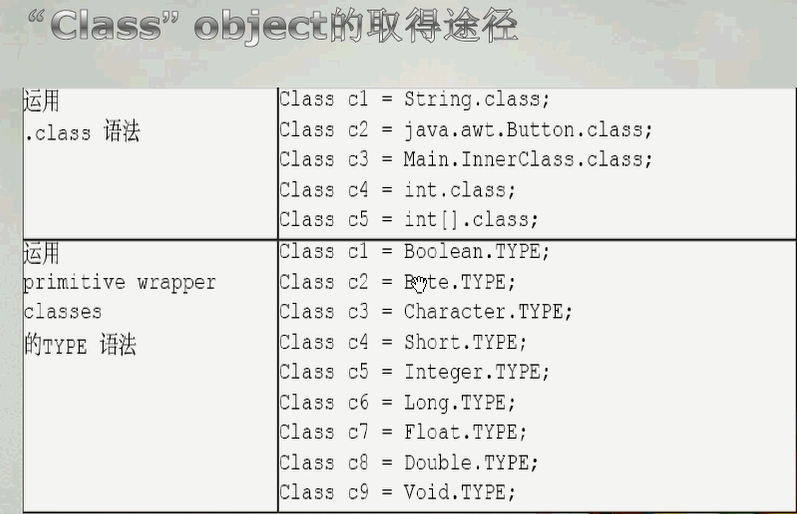 “Class” object的取得途径
运用
.class 语法
Class c1 = String.class;
Class c2 = java.awt.Button.class;
Class c3 = Main.InnerClass.class;
Class c4 = int.class;
Class c5 = int[].class;
运用
primitive wrapper
classes
的TYPE 语法
Class c1 = Boolean.TYPE;
Class c2 = Byte.TYPE;
Class c3 = Character.TYPE;
Class c4 = Short.TYPE;
Class c5 = Integer.TYPE;
Class c6 = Long.TYPE;
Class c7 = Float.TYPE;
Class c8 = Double.TYPE;
Class c9 = Void.TYPE;